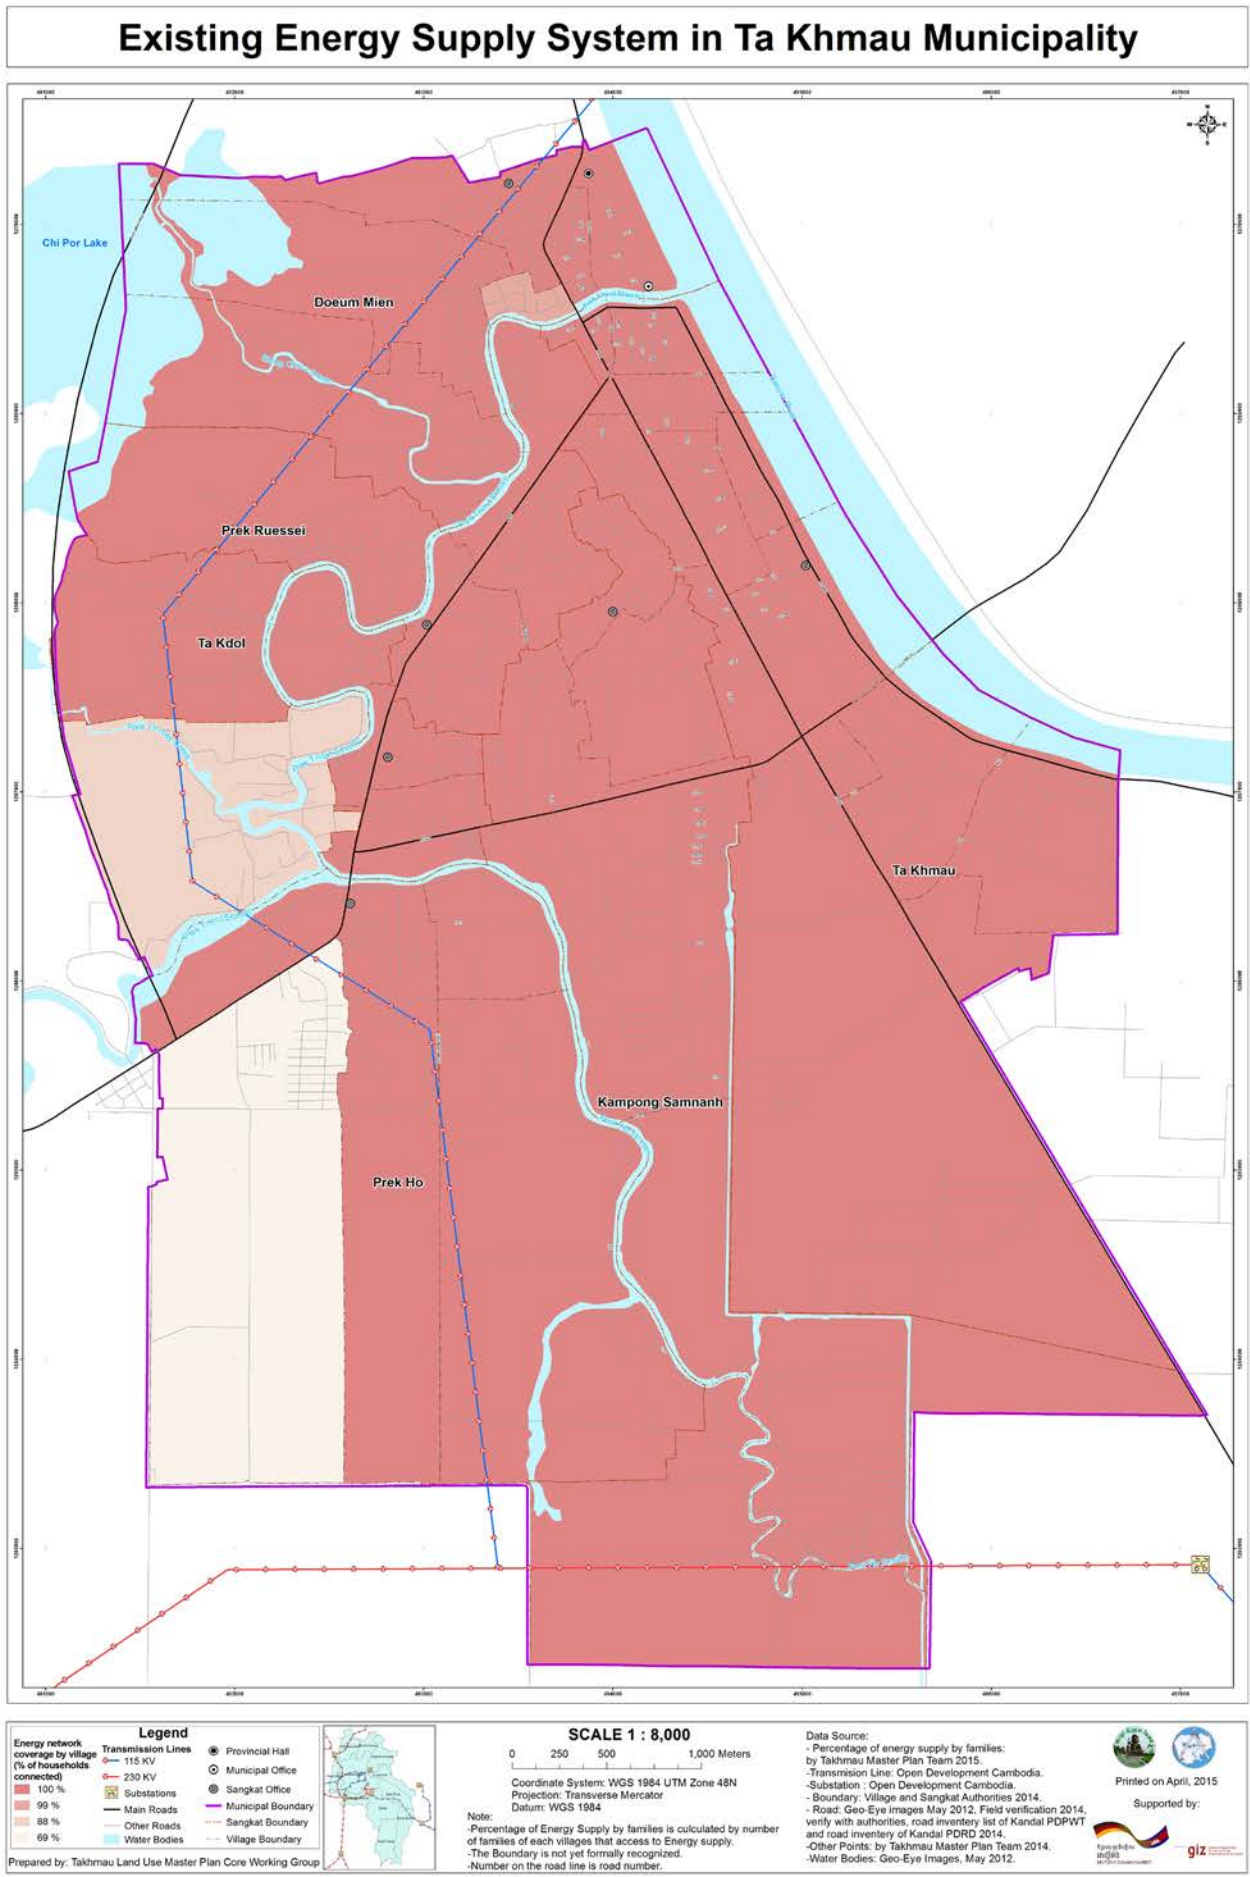 Existing Energy Supply System in Ta Khmau Municipality
Chi Por Lake
Doeum Mien
Prek Ruessei
Ta Kdol
Ta Khmau
Kampong Samnanh
Prek Ho
Legend
Energy network
coverage by village
(% of households
connected)
100 %
99 %
88 %
69 %
Transmission Lines
115 KV
230 KV
Substations
Main Roads
Other Roads
Water Bodies
Provincial Hall
Municipal Office
Sangkat Office
Municipal Boundary
Sangkat Boundary
Village Boundary
Prepared by: Takhmau Land Use Master Plan Core Working Group
SCALE 1 : 8,000
0 250 500 1,000 Meters
Coordinate System: WGS 1984 UTM Zone 48N
Projection: Transverse Mercator
Datum: WGS 1984
Note:
-Percentage of Energy Supply by families is calculated by number
of families of each villages that access to Energy supply.
-The Boundary is not yet formally recognized.
-Number on the road line is road number.
Data Source:
- Percentage of energy supply by families:
by Takhmau Master Plan Team 2015.
-Transmision Line: Open Development Cambodia.
-Substation : Open Development Cambodia.
- Boundary: Village and Sangkat Authorities 2014.
- Road: Geo-Eye images May 2012, Field verification 2014,
verify with authorities, road inventory list of Kandal PDPWT
and road inventory of Kandal PDRD 2014.
-Other Points: by Takhmau Master Plan Team 2014.
-Water Bodies: Geo-Eye Images, May 2012.
Printed on April, 2015
Supported by:
giz